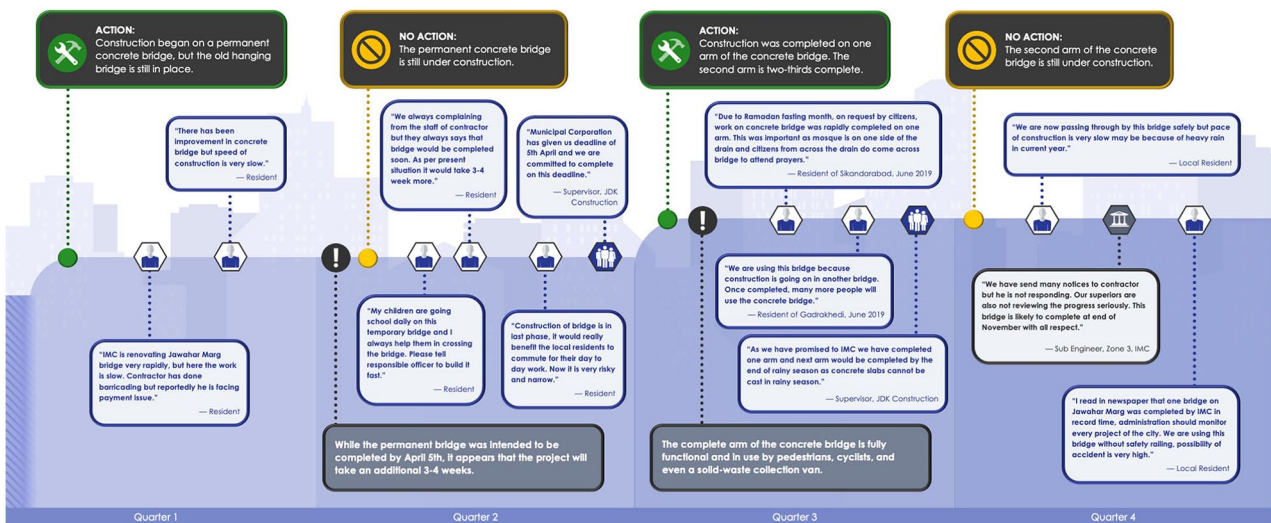 ACTION:
Construction began on a permanent
concrete bridge, but the old hanging
bridge is still in place.
"There has been
improvement in concrete
bridge but speed of
construction is very slow."
— Resident
"IMC is renovating Jawahar Marg
bridge very rapidly, but here the work
is slow. Contractor has done
barricading but reportedly he is facing
payment issue."
— Resident
Quarter 1
NO ACTION:
The permanent concrete bridge
is still under construction.
"We always complaining
from the staff of contractor
but they always says that
bridge would be completed
soon. As per present
situation it would take 3-4
week more."
— Resident
"Municipal Corporation
has given us deadline of
5th April and we are
committed to complete
on this deadline."
— Supervisor, JDK
Construction
"My children are going
school daily on this
temporary bridge and I
always help them in crossing
the bridge. Please tell
responsible officer to build it
fast."
— Resident
"Construction of bridge is in
last phase, it would really
benefit the local residents to
commute for their day to
day work. Now it is very risky
and narrow."
— Resident
While the permanent bridge was intended to be
completed by April 5th, it appears that the project will
take an additional 3-4 weeks.
Quarter 2
ACTION:
Construction was completed on one
arm of the concrete bridge. The
second arm is two-thirds complete.
"Due to Ramadan fasting month, on request by citizens,
work on concrete bridge was rapidly completed on one
arm. This was important as mosque is on one side of the
drain and citizens from across the drain do come across
bridge to attend prayers."
— Resident of Sikandarabad, June 2019
"We are using this bridge because
construction is going on in another bridge.
Once completed, many more people will
use the concrete bridge."
— Resident of Gadrakhedi, June 2019
"As we have promised to IMC we have completed
one arm and next arm would be completed by the
end of rainy season as concrete slabs cannot be
cast in rainy season."
— Supervisor, JDK Construction
The complete arm of the concrete bridge is fully
functional and in use by pedestrians, cyclists, and
even a solid-waste collection van.
Quarter 3
NO ACTION:
The second arm of the concrete
bridge is still under construction.
"We are now passing through by this bridge safely but pace
of construction is very slow may be because of heavy rain
in current year."
— Local Resident
"We have send many notices to contractor
but he is not responding. Our superiors are
also not reviewing the progress seriously. This
bridge is likely to complete at end of
November with all respect."
— Sub Engineer, Zone 3, IMC
"I read in newspaper that one bridge on
Jawahar Marg was completed by IMC in
record time, administration should monitor
every project of the city. We are using this
bridge without safety railing, possibility of
accident is very high."
— Local Resident
Quarter 4